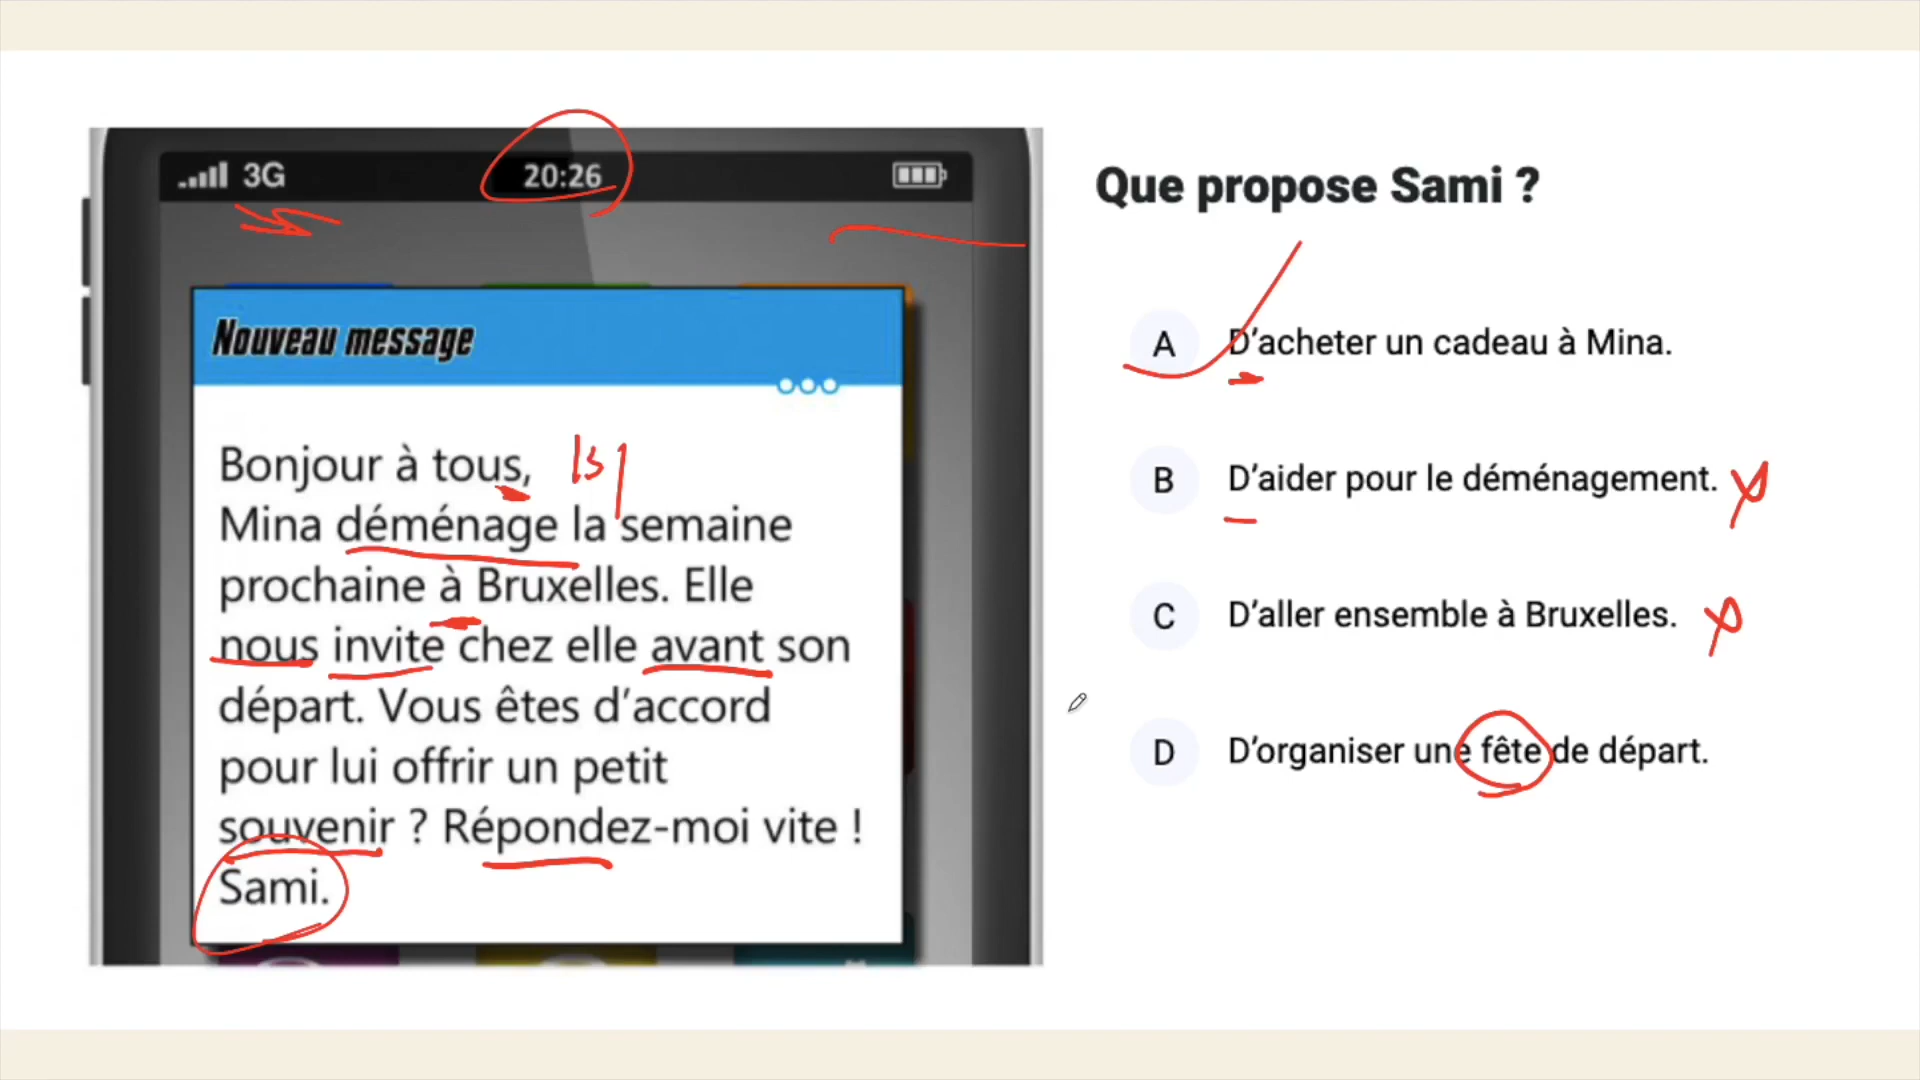 3G
20:26
Nouveau message
Bonjour à tous,
Mina déménage la semaine
prochaine à Bruxelles. Elle
nous invite chez elle avant son
départ. Vous êtes d’accord
pour lui offrir un petit
souvenir ? Répondez-moi vite !
Sami.
Que propose Sami ?
A D’acheter un cadeau à Mina.
B D’aider pour le déménagement.
C D’aller ensemble à Bruxelles.
D D’organiser une fête de départ.